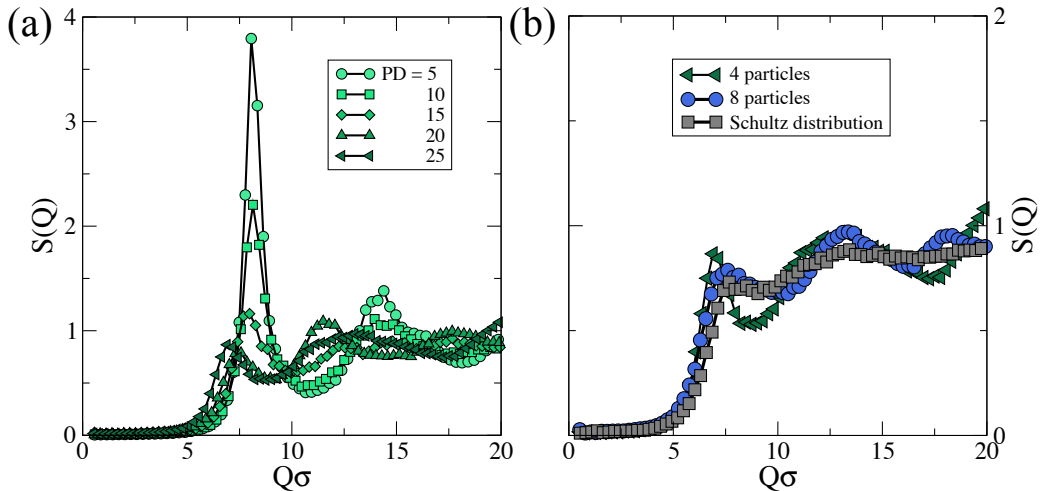 (a)
4
3
2
1
0
S(Q)
PD = 5
10
15
20
25
0
5
10
15
20
Qσ
(b)
4 particles
8 particles
Schultz distribution
2
1
0
S(Q)
0
5
10
15
20
Qσ